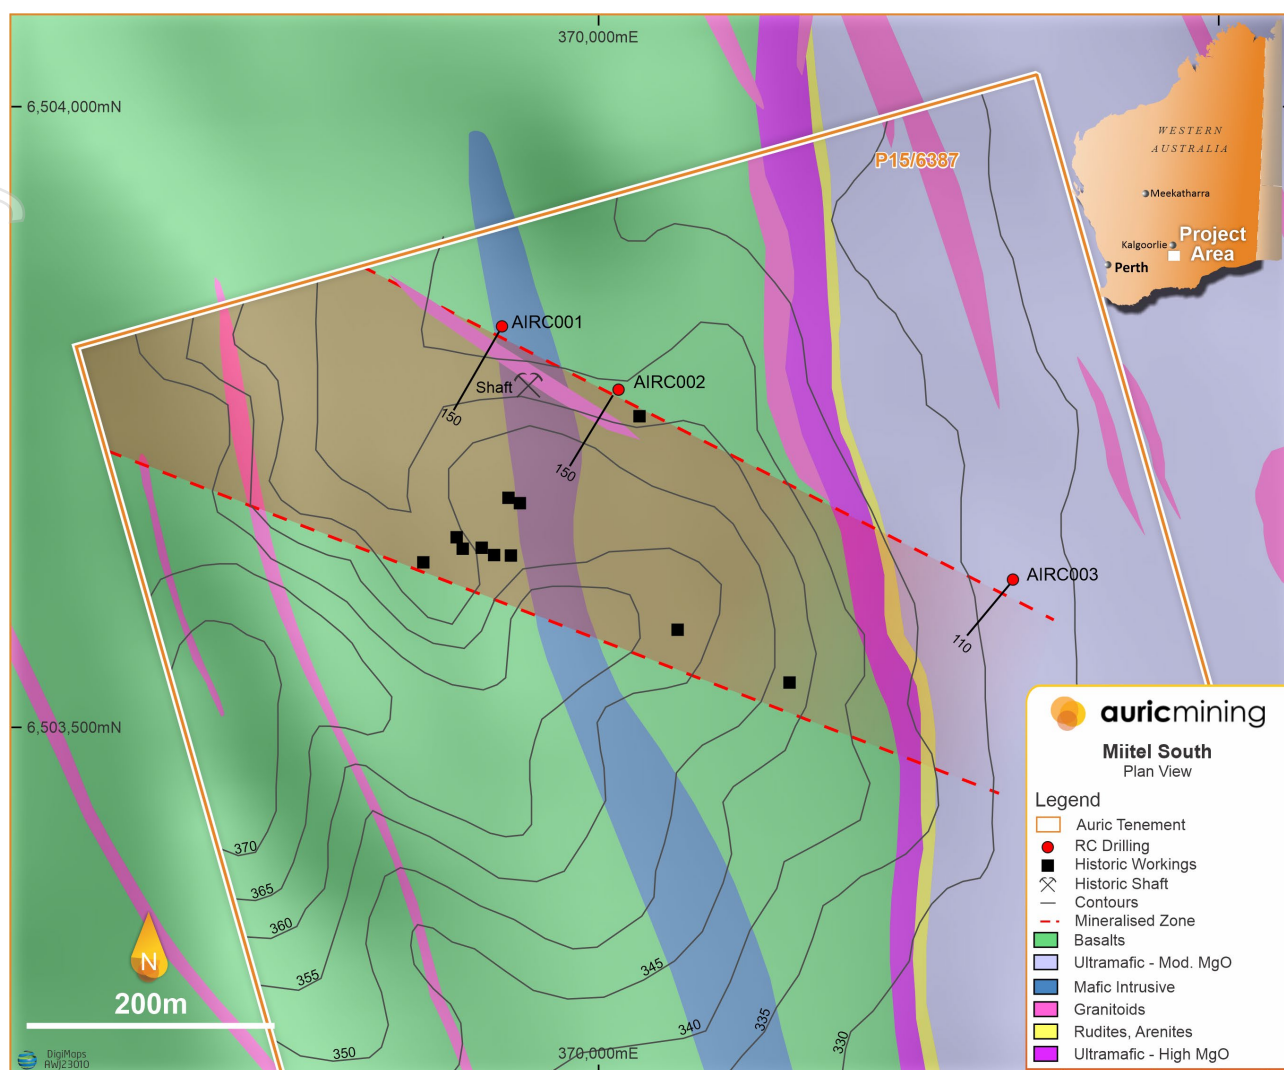 370,000mE
6,504,000mN
P15/6387
WESTERN
AUSTRALIA
Meekatharra
Kalgoorlie
Project
Area
Perth
AIRC001
Shaft
AIRC002
150
150
AIRC003
110
6,503,500mN
370
365
360
355
350
345
340
335
330
N
200m
370,000mE
DigiMaps
AWJ23010
auricmining
Miitel South
Plan View
Legend
Auric Tenement
RC Drilling
Historic Workings
Historic Shaft
Contours
Mineralised Zone
Basalts
Ultramafic - Mod. MgO
Mafic Intrusive
Granitoids
Rudites, Arenites
Ultramafic - High MgO